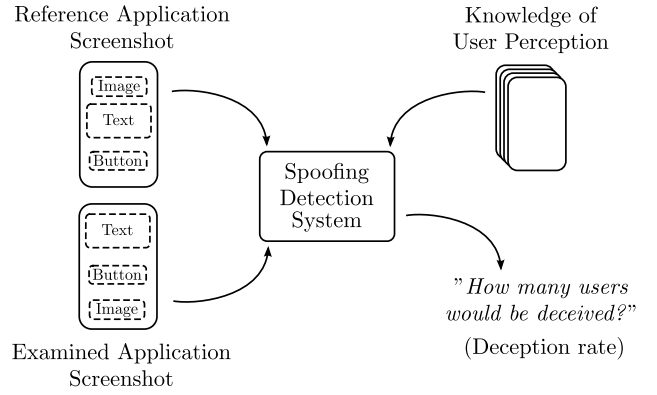 Reference Application
Screenshot
Image
Text
Button
Text
Button
Image
Examined Application
Screenshot
Knowledge of
User Perception
Spoofing
Detection
System
"How many users
would be deceived?"
(Deception rate)